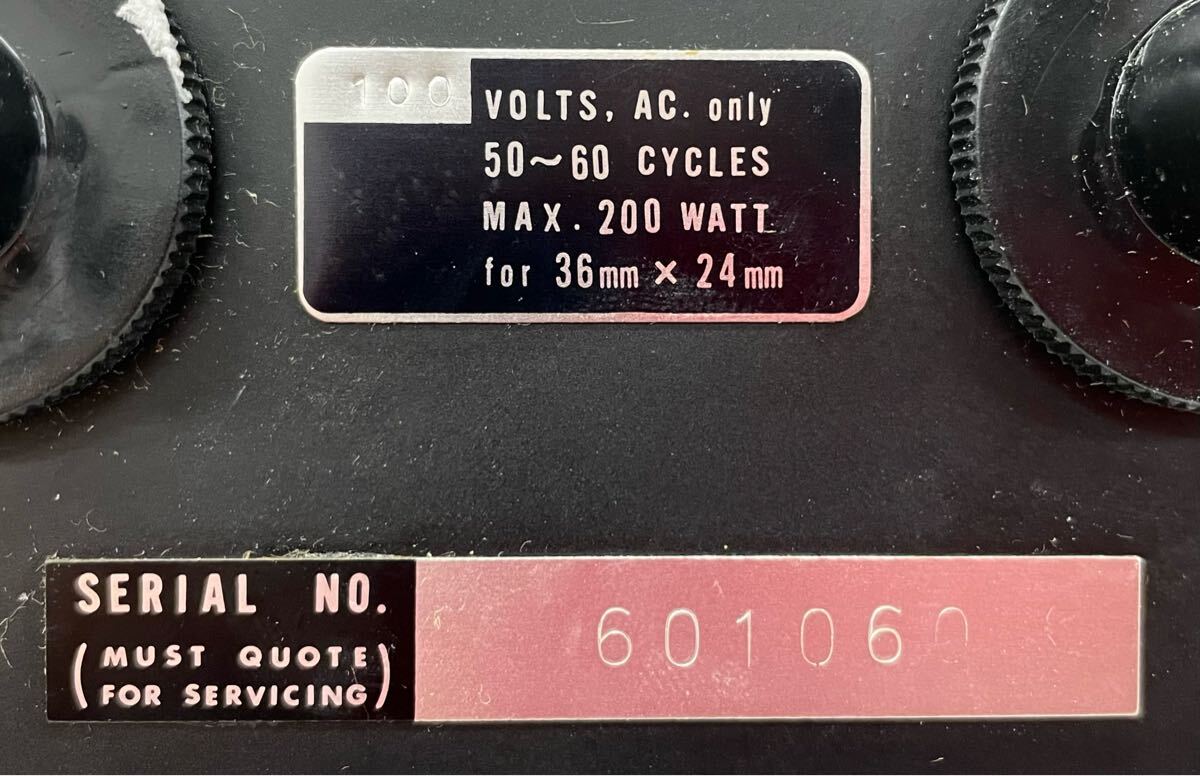 100 VOLTS, AC. only
50~60 CYCLES
MAX. 200 WATT
for 36mm × 24mm
SERIAL NO.
(MUST QUOTE
FOR SERVICING)
601060